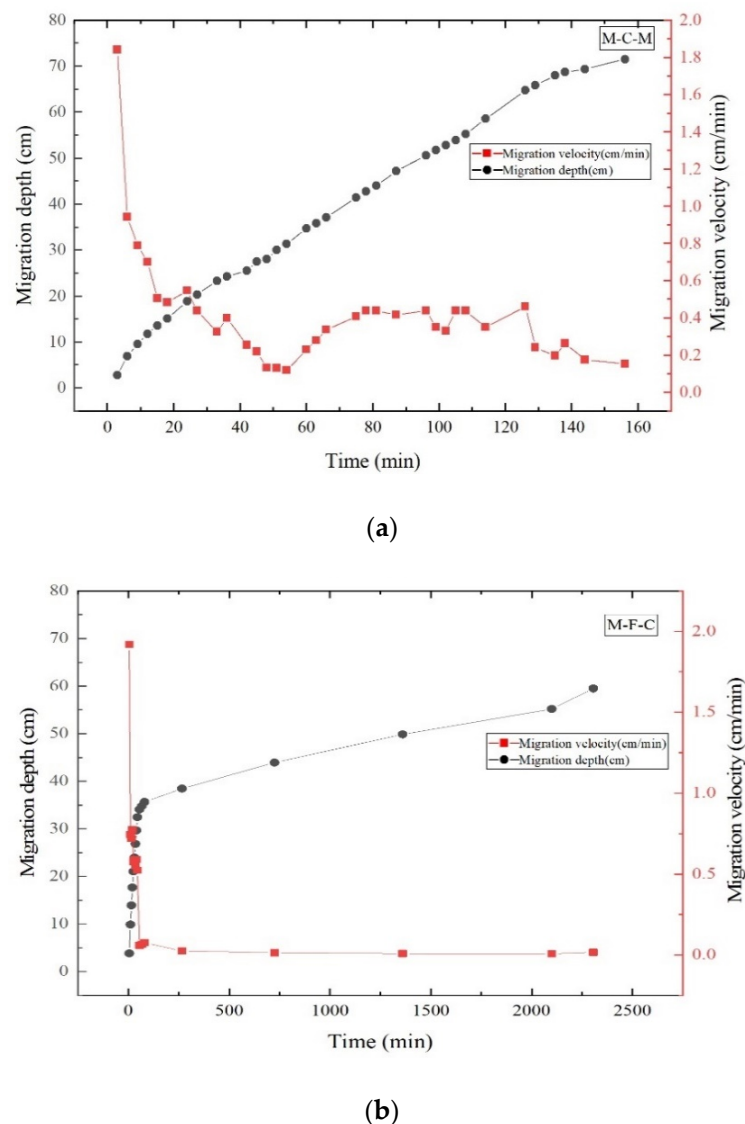 M-C-M
80
70
60
50
40
30
20
10
0
Migration depth (cm)
Migration velocity(cm/min)
Migration depth(cm)
2.0
1.8
1.6
1.4
1.2
1.0
0.8
0.6
0.4
0.2
0.0
Migration velocity (cm/min)
0 20 40 60 80 100 120 140 160
Time (min)
(a)
M-F-C
80
70
60
50
40
30
20
10
0
Migration depth (cm)
Migration velocity(cm/min)
Migration depth(cm)
2.0
1.5
1.0
0.5
0.0
Migration velocity (cm/min)
0 500 1000 1500 2000 2500
Time (min)
(b)